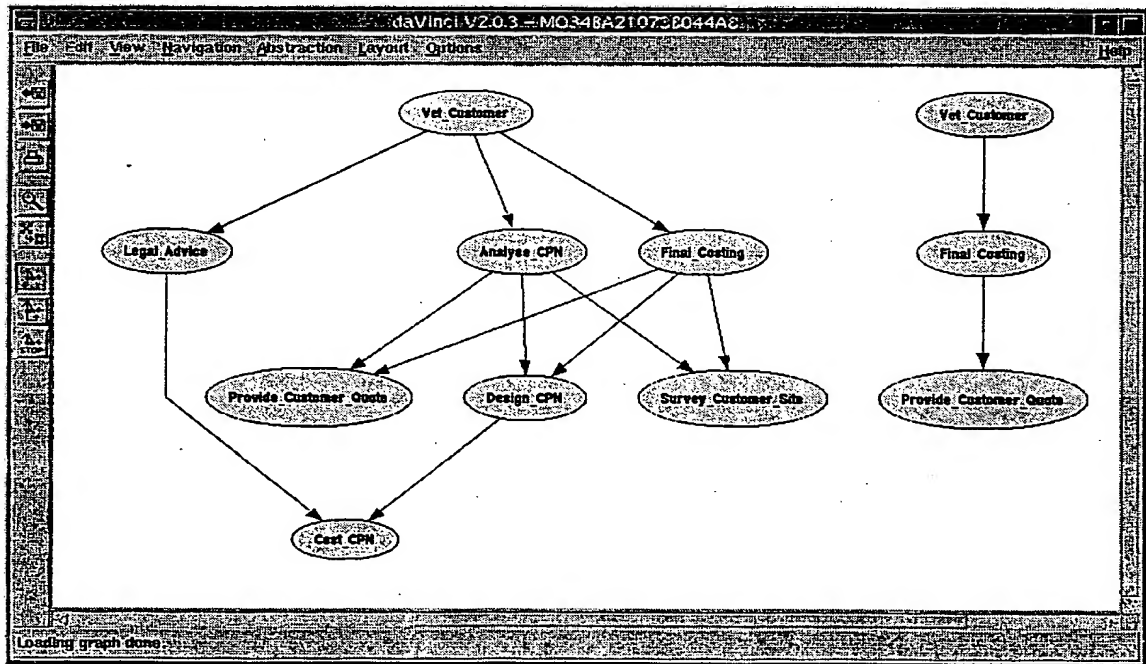 daVinci V2.0.3 – MO34BA21073B044A8
File Edit View Navigation Abstraction Layout Options Help
Vet_Customer Vet_Customer
Legal_Advice Analyse_CPN Final_Costing Final_Costing
Provide_Customer_Quote Design_CPN Survey_Customer_Site Provide_Customer_Quote
Cost_CPN
Loading graph done